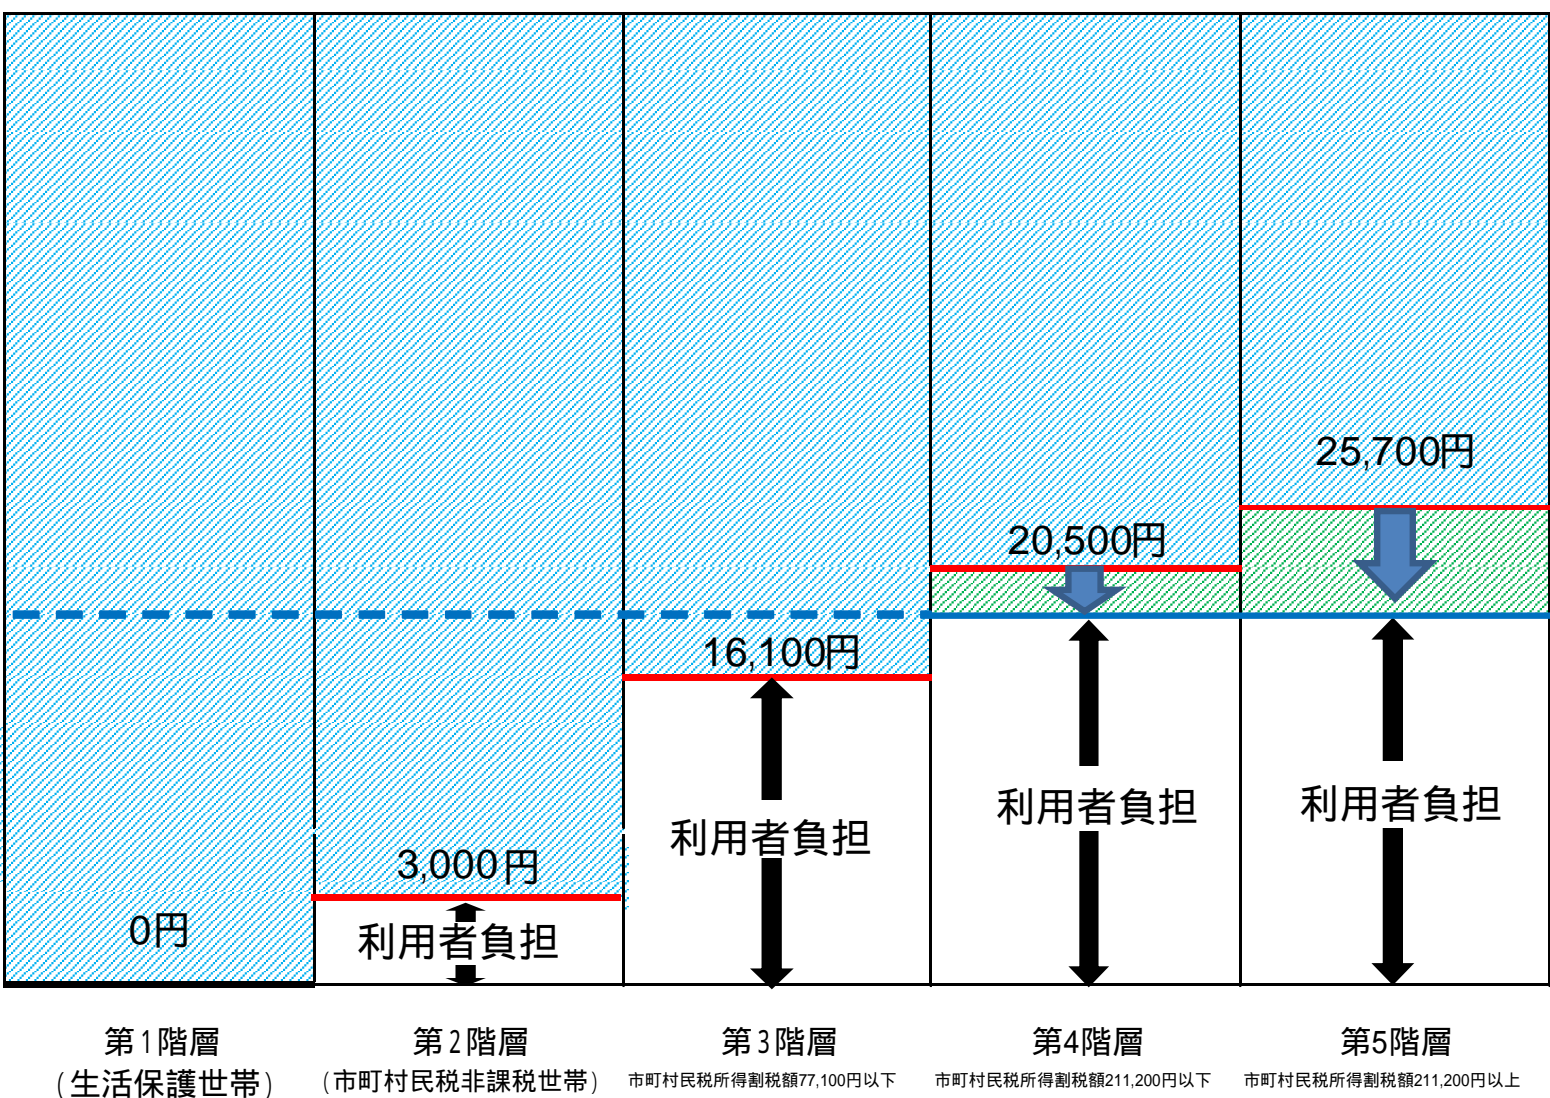 25,700円
20,500円
16,100円
利用者負担
利用者負担
利用者負担
3,000円
0円
利用者負担
第1階層
第2階層
第3階層
第4階層
第5階層
(生活保護世帯)
(市町村民税非課税世帯)
市町村民税所得割税額77,100円以下
市町村民税所得割税額211,200円以下
市町村民税所得割税額211,200円以上